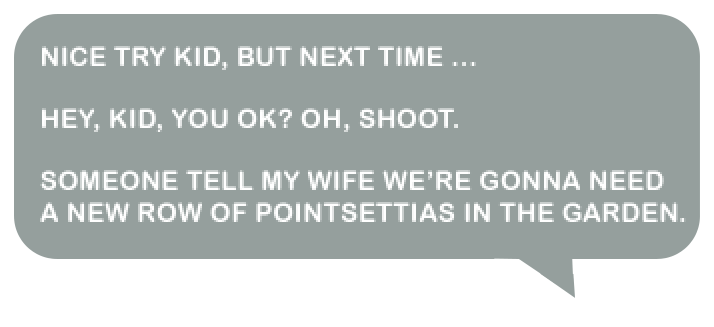 NICE TRY KID, BUT NEXT TIME ...
HEY, KID, YOU OK? OH, SHOOT.
SOMEONE TELL MY WIFE WE’RE GONNA NEED
A NEW ROW OF POINTSETTIAS IN THE GARDEN.